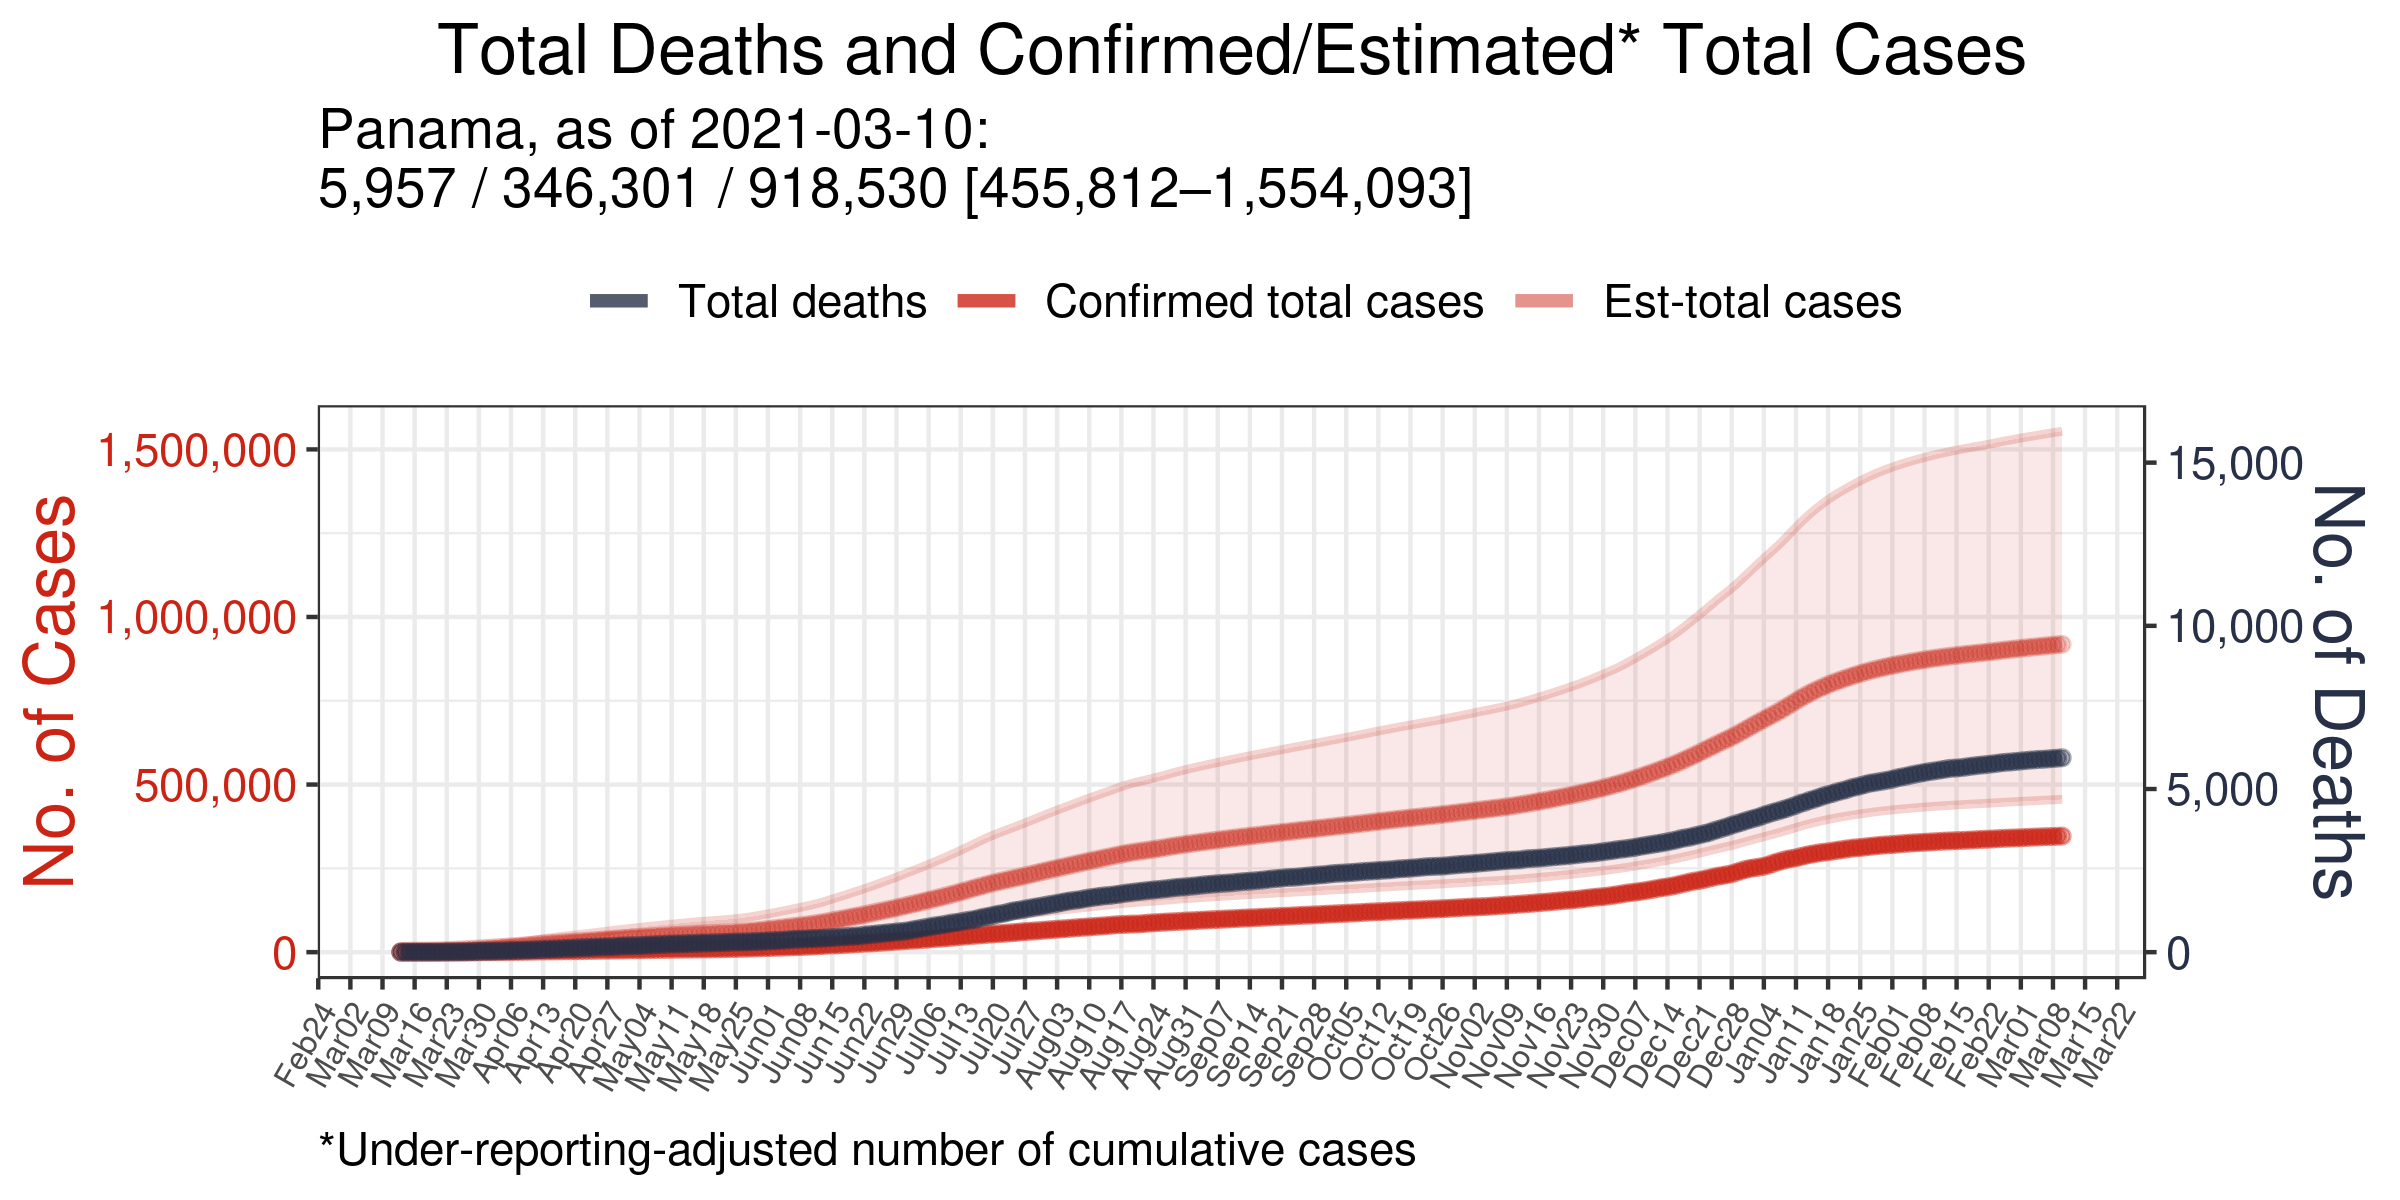 Total Deaths and Confirmed/Estimated* Total Cases
Panama, as of 2021-03-10:
5,957 / 346,301 / 918,530 [455,812–1,554,093]
Total deaths
Confirmed total cases
Est-total cases
No. of Cases
1,500,000
1,000,000
500,000
0
15,000
10,000
5,000
0
No. of Deaths
Feb24
Mar02
Mar09
Mar16
Mar23
Mar30
Apr06
Apr13
Apr20
Apr27
May04
May11
May18
May25
Jun01
Jun08
Jun15
Jun22
Jun29
Jul06
Jul13
Jul20
Jul27
Aug03
Aug10
Aug17
Aug24
Aug31
Sep07
Sep14
Sep21
Sep28
Oct05
Oct12
Oct19
Oct26
Nov02
Nov09
Nov16
Nov23
Nov30
Dec07
Dec14
Dec21
Dec28
Jan04
Jan11
Jan18
Jan25
Feb01
Feb08
Feb15
Feb22
Mar01
Mar08
Mar15
Mar22
*Under-reporting-adjusted number of cumulative cases